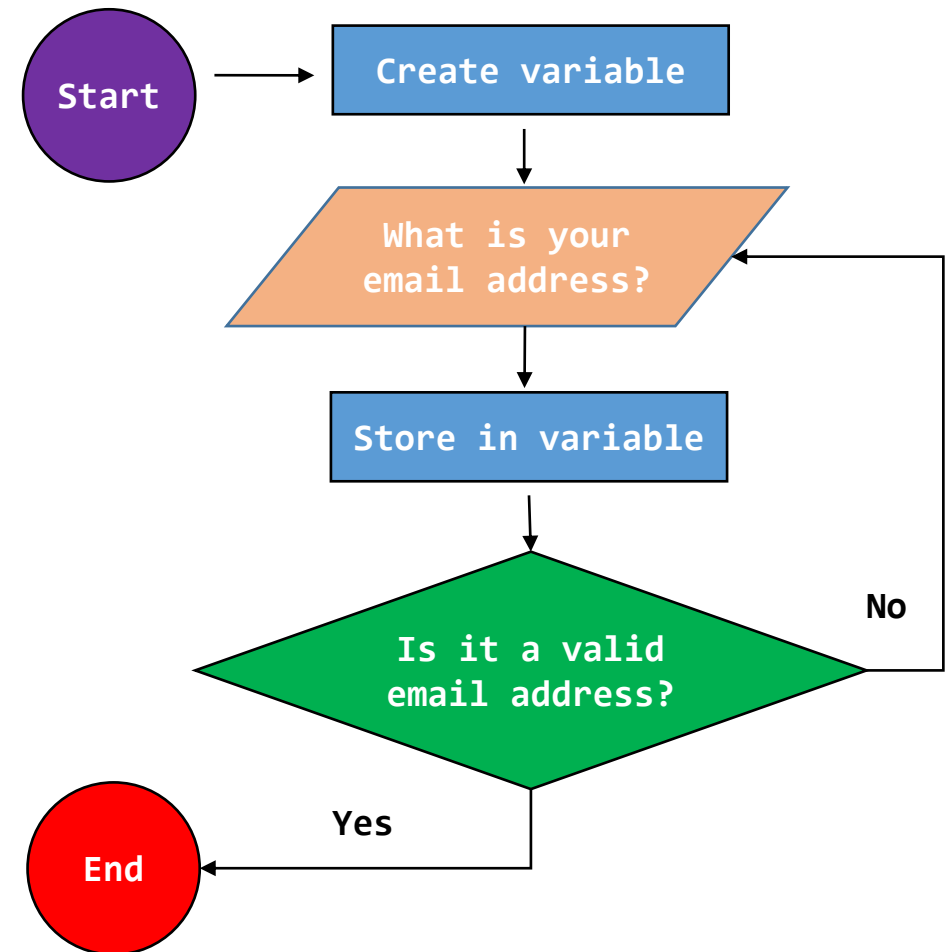 Start
Create variable
What is your
email address?
Store in variable
Is it a valid
email address?
No
Yes
End